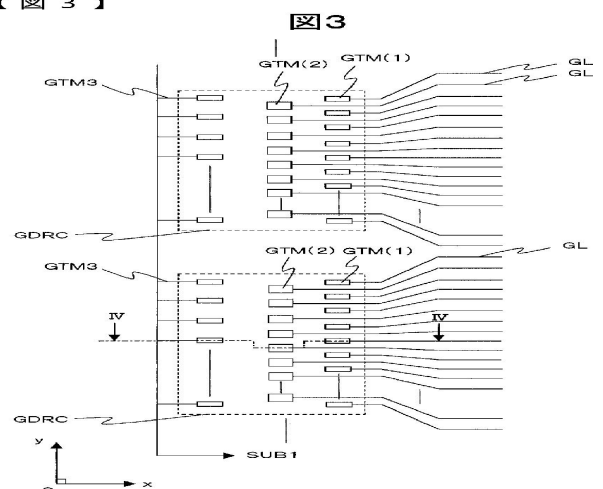 【図3】
図3
GTM(2) GTM(1)
GL
GL
GTM3
GDRC
GTM(2) GTM(1)
GL
GTM3
IV
IV
GDRC
y
SUB1
x